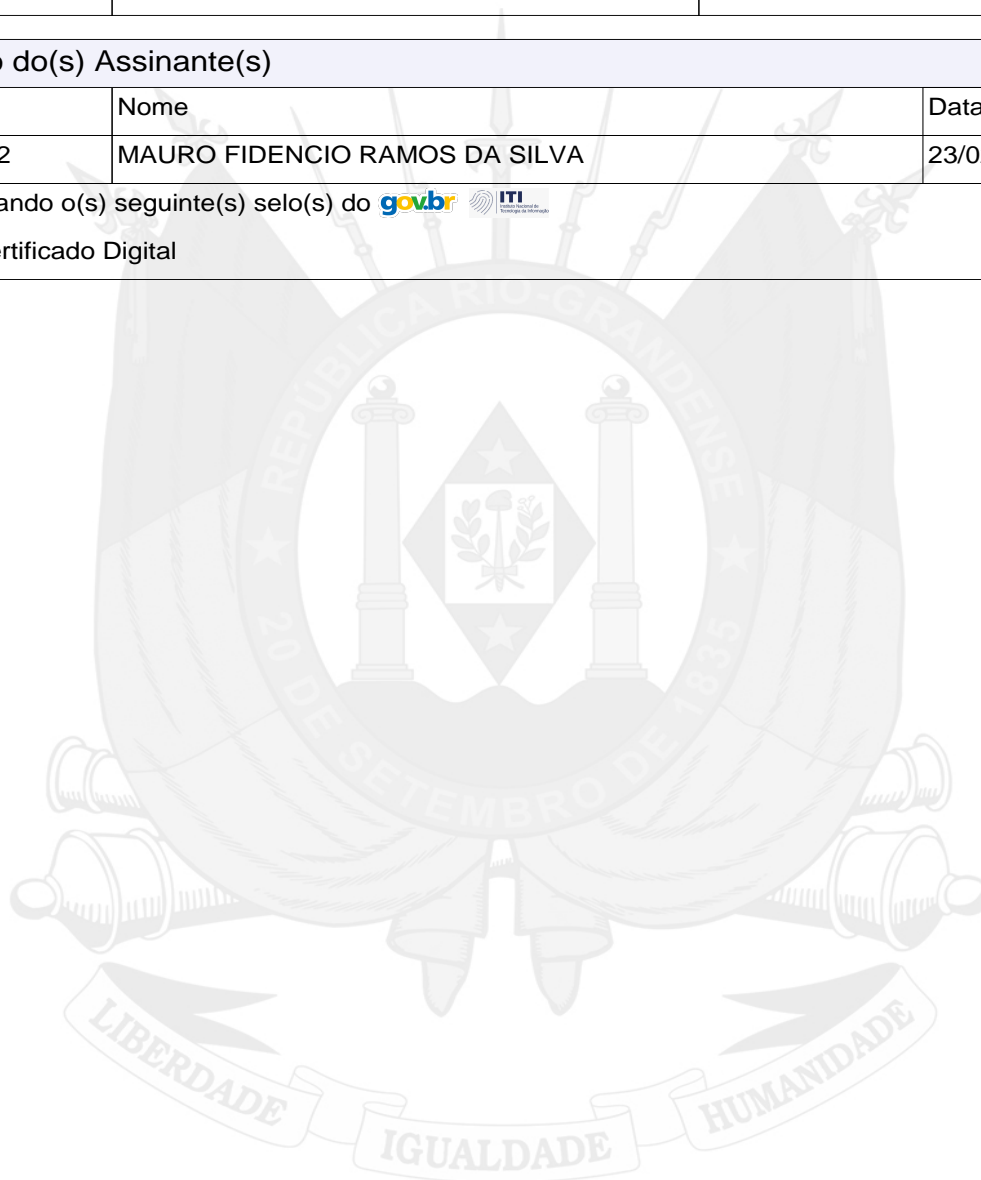 o do(s) Assinante(s)
Nome Data
2 MAURO FIDENCIO RAMOS DA SILVA 23/0
ando o(s) seguinte(s) selo(s) do gov.br ITI
rtificado Digital
REPÚBLICA RIO-GRANDENSE
20 DE SETEMBRO DE 1835
LIBERDADE IGUALDADE HUMANIDADE